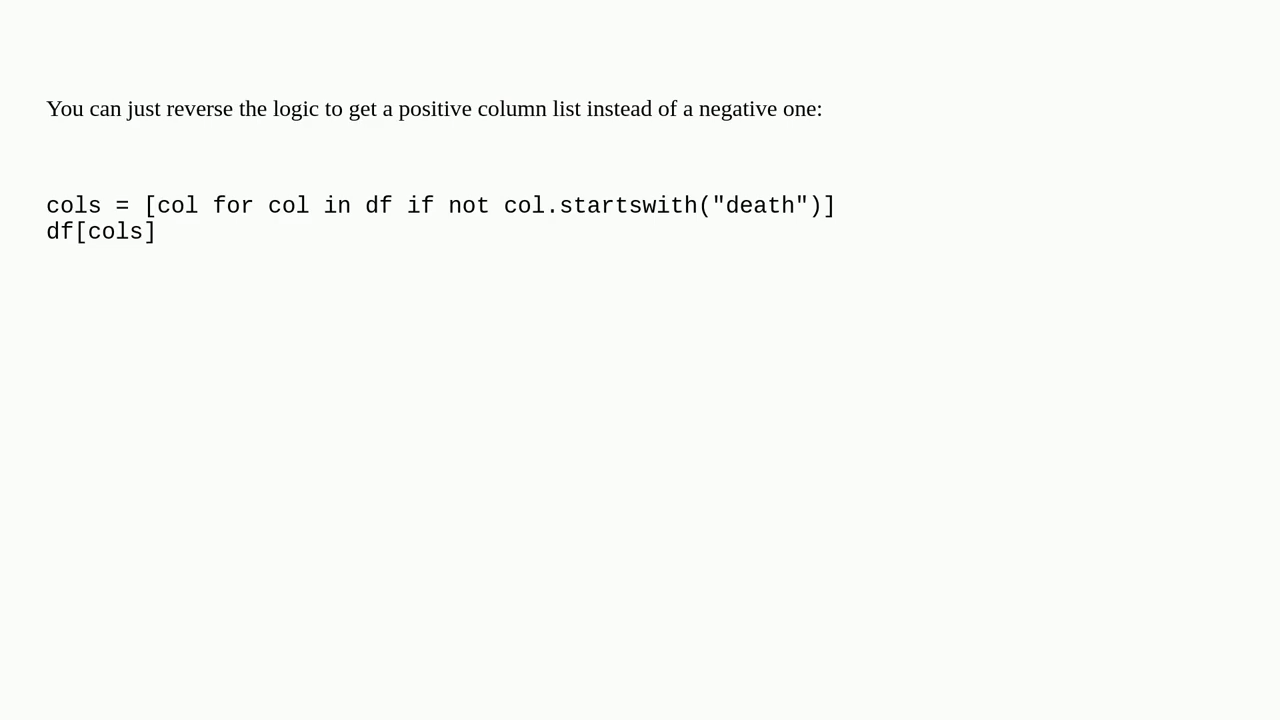 You can just reverse the logic to get a positive column list instead of a negative one:
cols = [col for col in df if not col.startswith("death")]
df[cols]